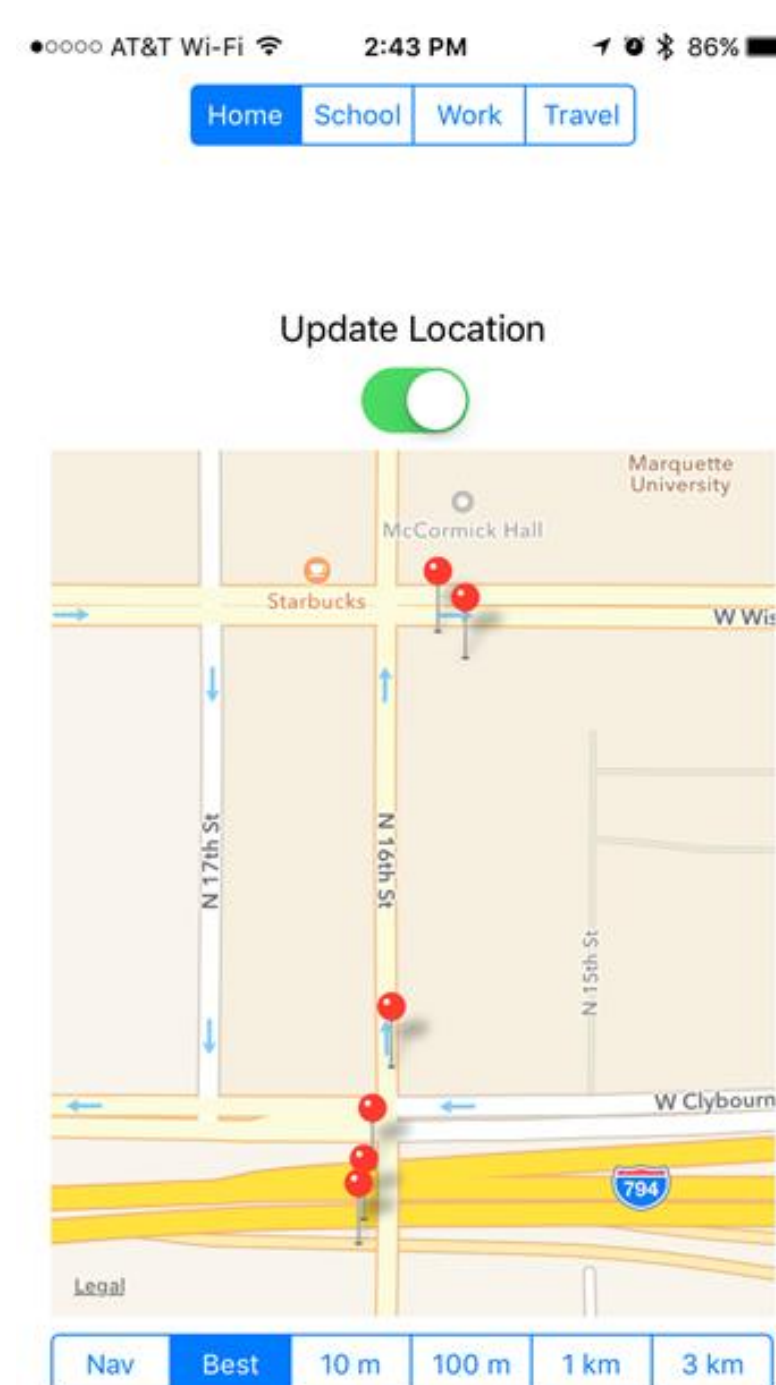 ●○○○○ AT&T Wi-Fi 2:43 PM 86%
Home School Work Travel
Update Location
Marquette
University
McCormick Hall
Starbucks
W Wis
N 17th St
N 16th St
N 15th St
W Clybourn
794
Legal
Nav Best 10 m 100 m 1 km 3 km